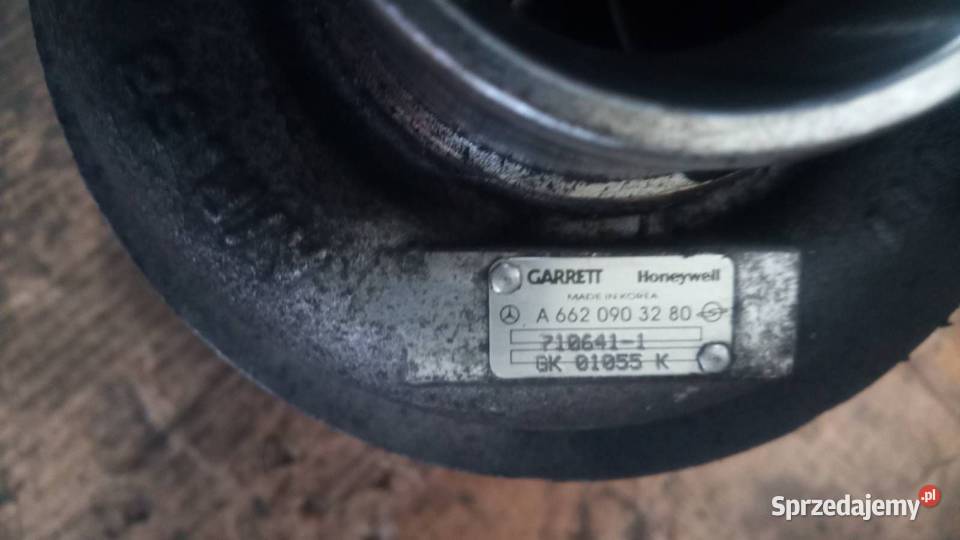 GARRETT Honeywell
MADE IN KOREA
A 662 090 32 80
710641-1
GK 01055 K
Sprzedajemy.pl